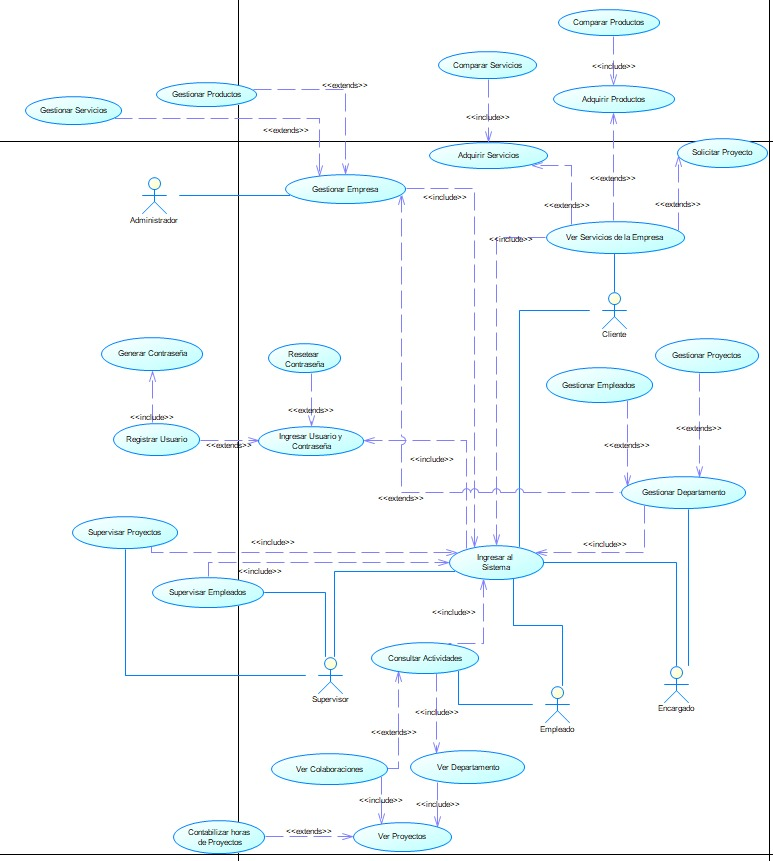 Comparar Productos
Comparar Servicios
<<include>>
<<extends>>
Gestionar Productos
Adquirir Productos
Gestionar Servicios
<<include>>
<<extends>>
Adquirir Servicios
Solicitar Proyecto
<<extends>>
Gestionar Empresa
<<include>>
<<extends>>
<<extends>>
Administrador
<<include>>
Ver Servicios de la Empresa
Cliente
Generar Contraseña
Resetear
Contraseña
Gestionar Proyectos
Gestionar Empleados
<<extends>>
<<include>>
<<extends>>
Registrar Usuario
<<extends>>
Ingresar Usuario y
Contraseña
<<extends>>
<<include>>
Gestionar Departamento
<<extends>>
Supervisar Proyectos
<<include>>
<<include>>
Ingresar al
Sistema
<<include>>
Supervisar Empleados
<<include>>
Consultar Actividades
Supervisor
Encargado
<<include>>
Empleado
<<extends>>
Ver Colaboraciones
Ver Departamento
<<include>>
<<include>>
Contabilizar horas
de Proyectos
<<extends>>
Ver Proyectos